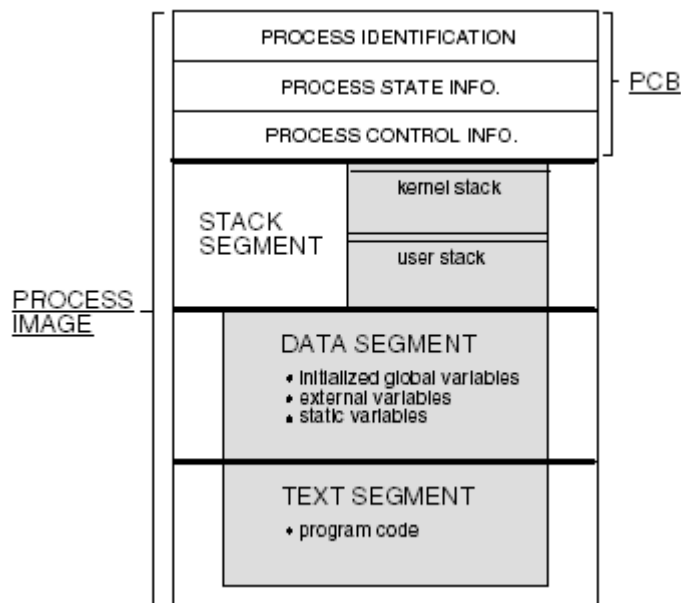 PROCESS IDENTIFICATION
PROCESS STATE INFO.
PCB
PROCESS CONTROL INFO.
kernel stack
STACK
SEGMENT
user stack
PROCESS
IMAGE
DATA SEGMENT
• initialized global variables
• external variables
• static variables
TEXT SEGMENT
• program code